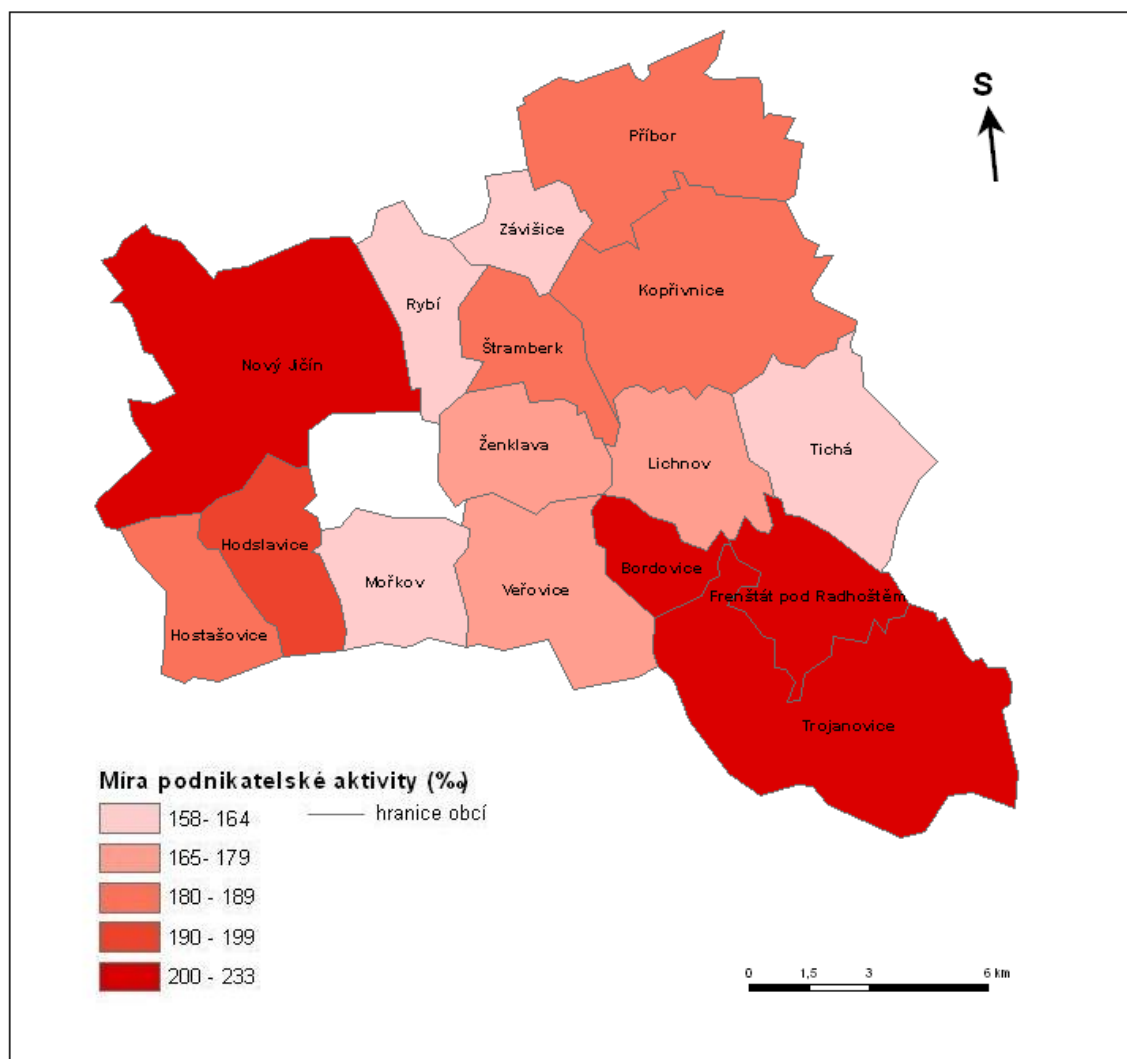 S
Příbor
Závišice
Kopřivnice
Rybí
Štramberk
Nový Jičín
Ženklava
Lichnov
Tichá
Hodslavice
Mořkov
Veřovice
Bordovice
Frenštát pod Radhoštěm
Hostašovice
Trojanovice
Míra podnikatelské aktivity (‰)
158- 164
hranice obcí
165- 179
180 - 189
190 - 199
200 - 233
0 1,5 3 6 km